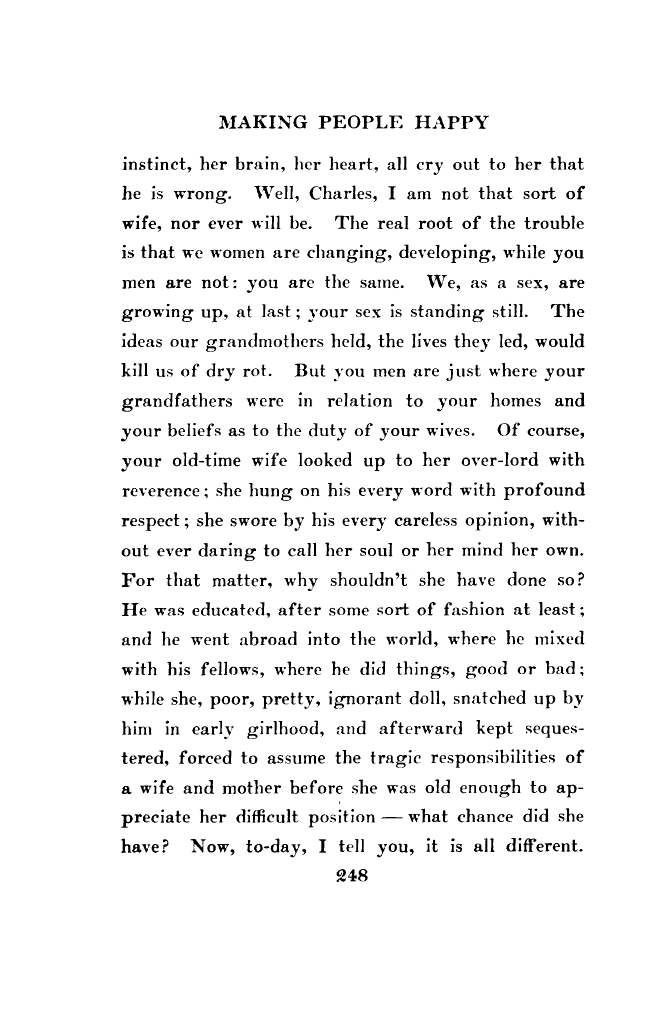 MAKING PEOPLE HAPPY
instinct, her brain, her heart, all cry out to her that
he is wrong. Well, Charles, I am not that sort of
wife, nor ever will be. The real root of the trouble
is that we women are changing, developing, while you
men are not: you are the same. We, as a sex, are
growing up, at last; your sex is standing still. The
ideas our grandmothers held, the lives they led, would
kill us of dry rot. But you men are just where your
grandfathers were in relation to your homes and
your beliefs as to the duty of your wives. Of course,
your old-time wife looked up to her over-lord with
reverence; she hung on his every word with profound
respect; she swore by his every careless opinion, with-
out ever daring to call her soul or her mind her own.
For that matter, why shouldn't she have done so?
He was educated, after some sort of fashion at least;
and he went abroad into the world, where he mixed
with his fellows, where he did things, good or bad;
while she, poor, pretty, ignorant doll, snatched up by
him in early girlhood, and afterward kept seques-
tered, forced to assume the tragic responsibilities of
a wife and mother before she was old enough to ap-
preciate her difficult position — what chance did she
have? Now, to-day, I tell you, it is all different.
248